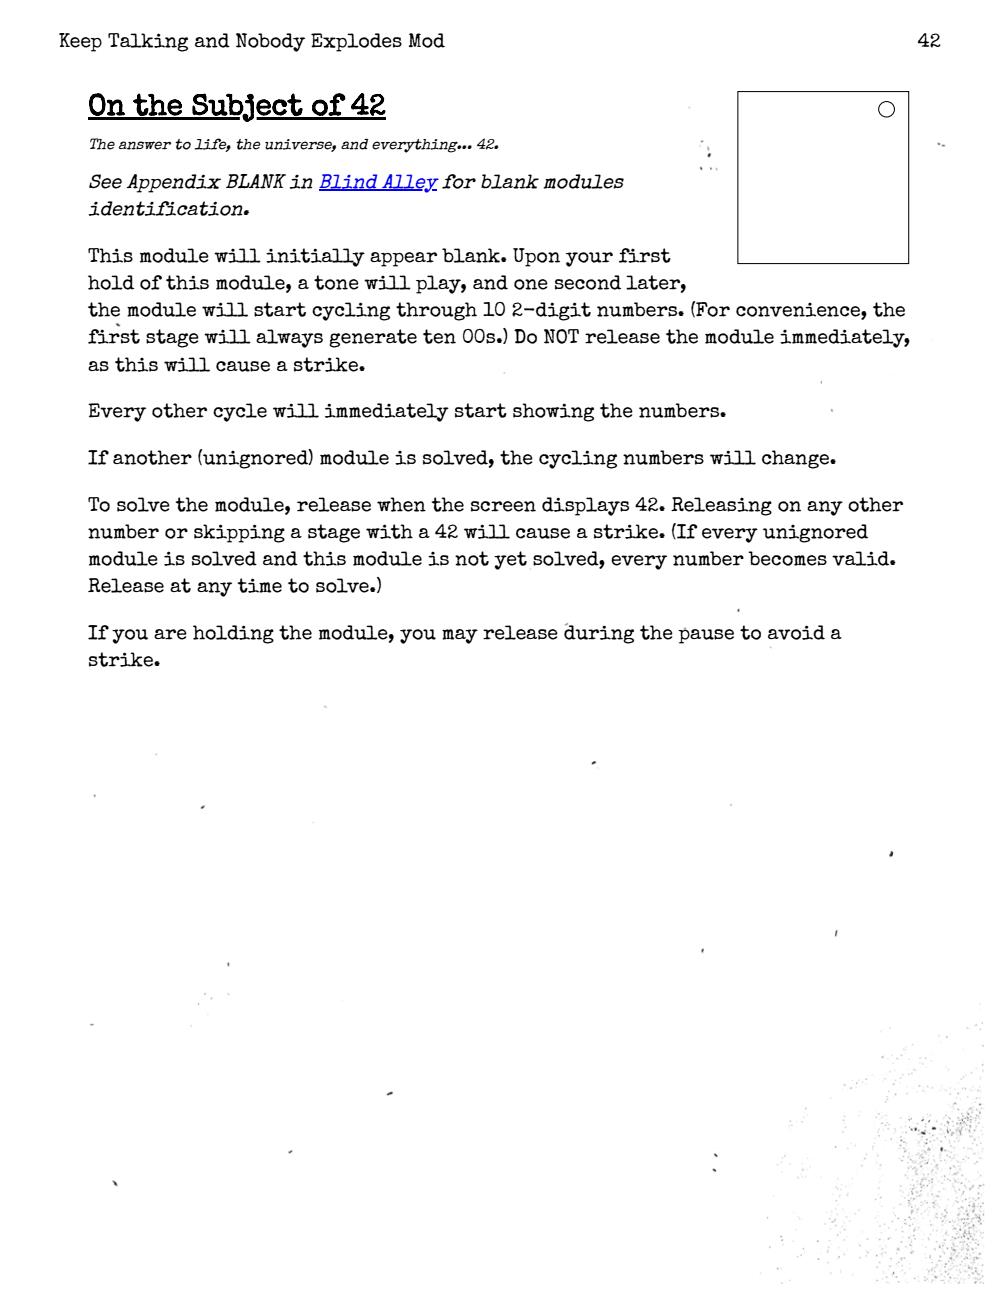 Keep Talking and Nobody Explodes Mod 42
On the Subject of 42
The answer to life, the universe, and everything... 42.
See Appendix BLANK in Blind Alley for blank modules
identification.
This module will initially appear blank. Upon your first
hold of this module, a tone will play, and one second later,
the module will start cycling through 10 2-digit numbers. (For convenience, the
first stage will always generate ten 00s.) Do NOT release the module immediately,
as this will cause a strike.
Every other cycle will immediately start showing the numbers.
If another (unignored) module is solved, the cycling numbers will change.
To solve the module, release when the screen displays 42. Releasing on any other
number or skipping a stage with a 42 will cause a strike. (If every unignored
module is solved and this module is not yet solved, every number becomes valid.
Release at any time to solve.)
If you are holding the module, you may release during the pause to avoid a
strike.